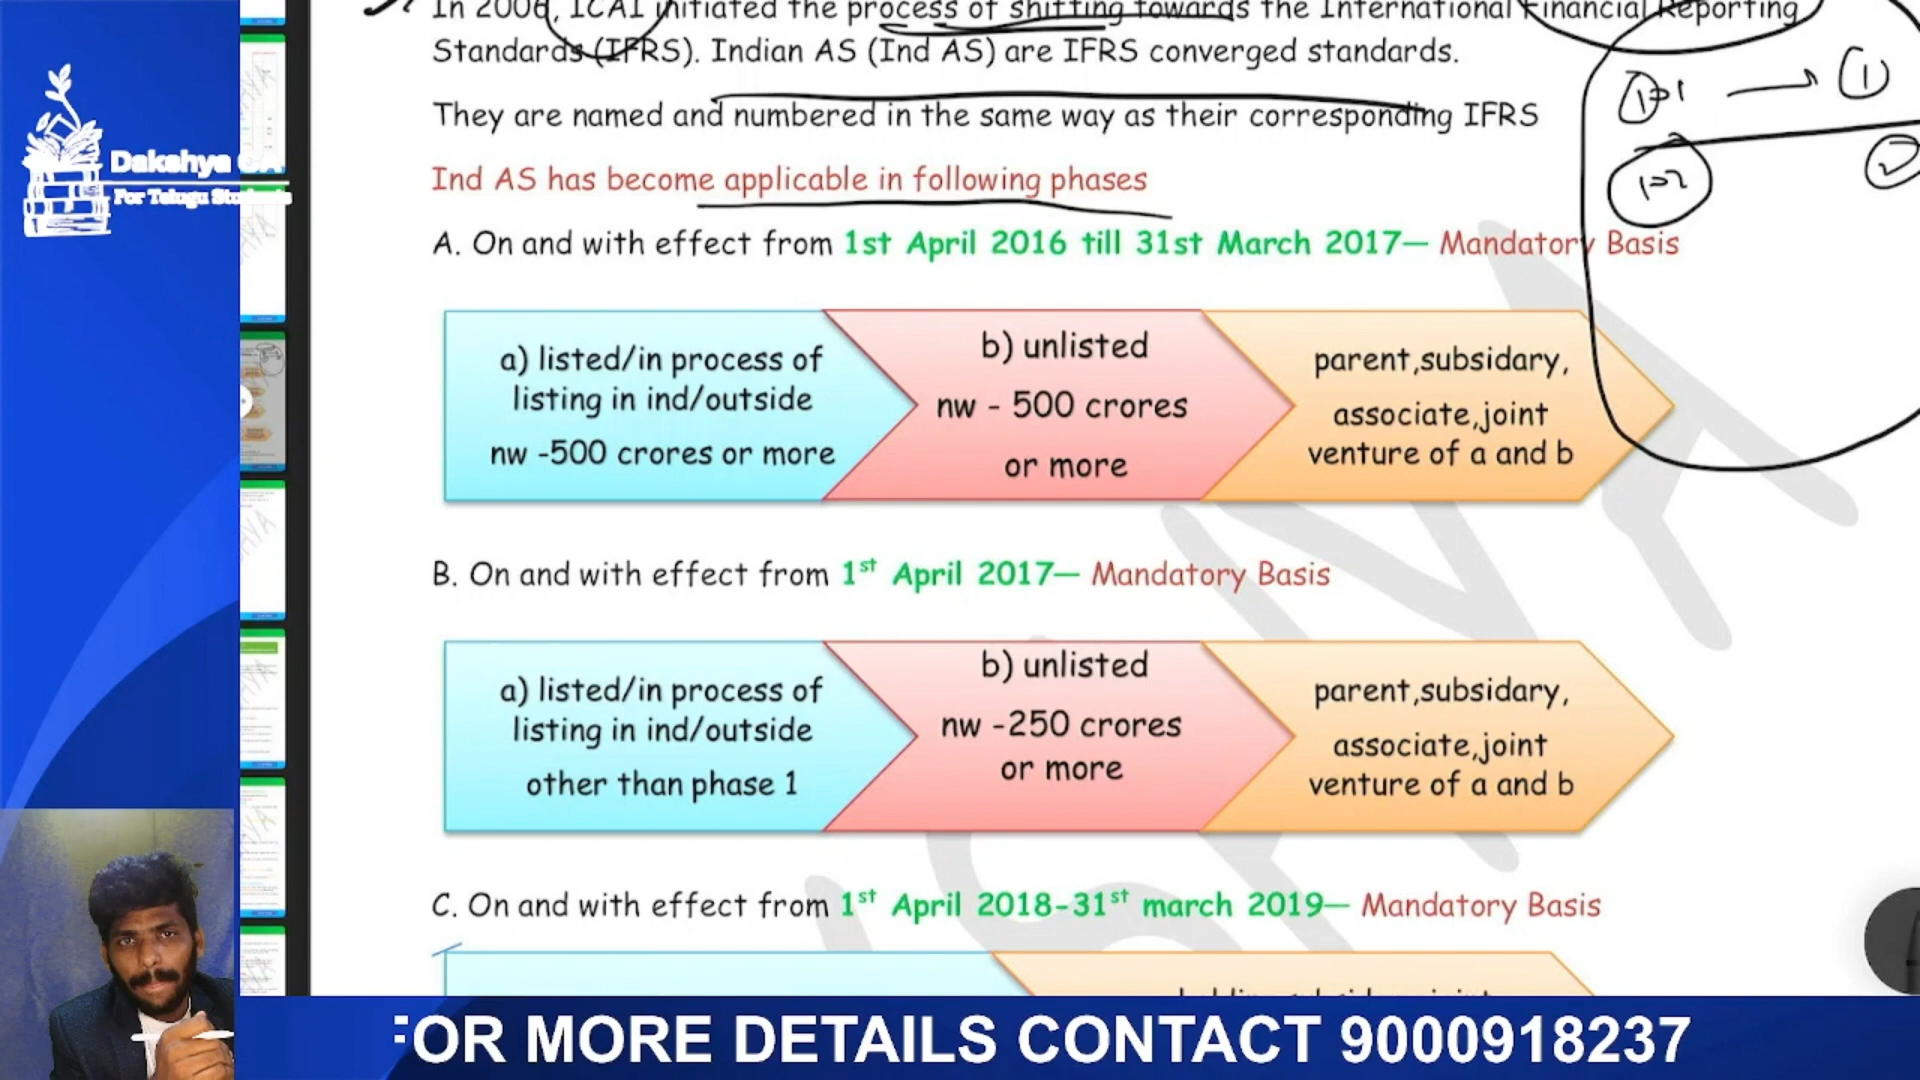 In 2006, ICAI initiated the process of shifting towards the International Financial Reporting
Standards (IFRS). Indian AS (Ind AS) are IFRS converged standards.
They are named and numbered in the same way as their corresponding IFRS
Ind AS has become applicable in following phases
A. On and with effect from 1st April 2016 till 31st March 2017— Mandatory Basis
a) listed/in process of
listing in ind/outside
nw -500 crores or more
b) unlisted
nw - 500 crores
or more
parent,subsidary,
associate,joint
venture of a and b
B. On and with effect from 1st April 2017— Mandatory Basis
a) listed/in process of
listing in ind/outside
other than phase 1
b) unlisted
nw -250 crores
or more
parent,subsidary,
associate,joint
venture of a and b
C. On and with effect from 1st April 2018-31st march 2019— Mandatory Basis
Dakshya CA
For Telugu Students
FOR MORE DETAILS CONTACT 9000918237